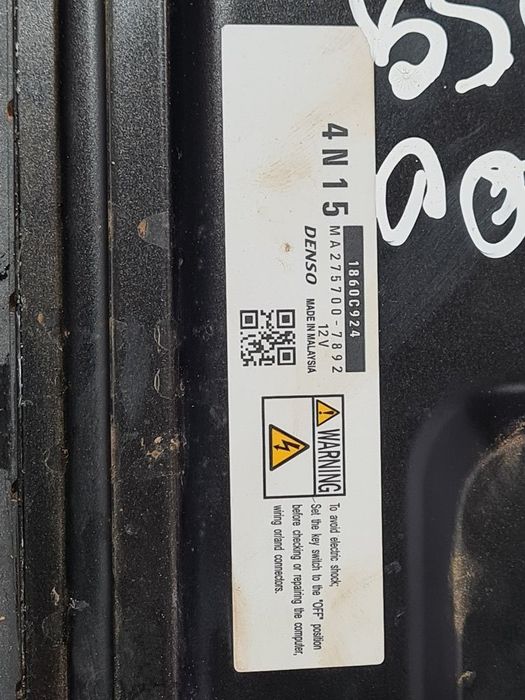 4N15
1860C924
MA275700-7892
12V
DENSO MADE IN MALAYSIA
WARNING
To avoid electric shock;
Set the key switch to the "OFF" position
before checking or repairing the computer,
wiring or/and connectors.